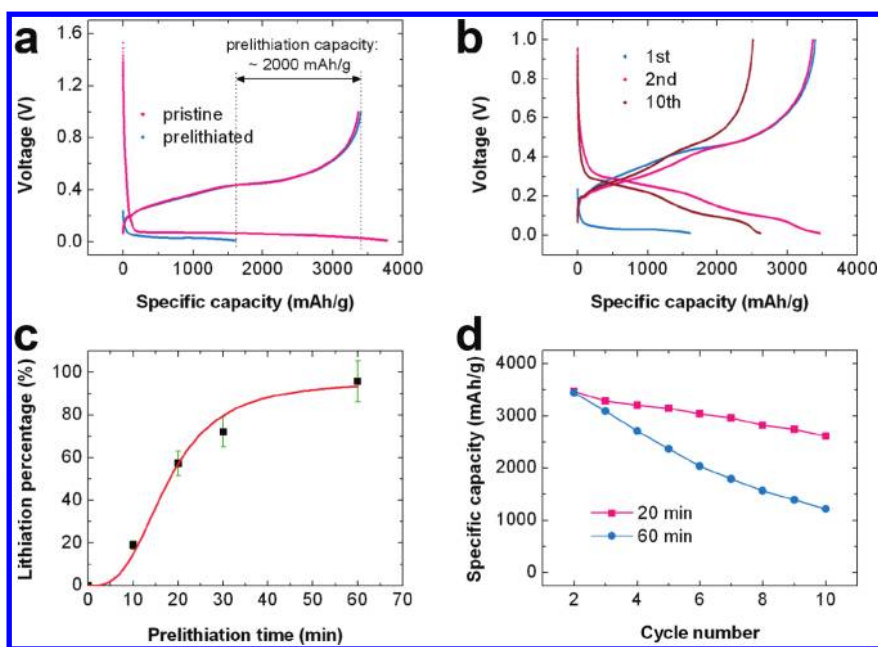 a
prelithiation capacity:
~ 2000 mAh/g
pristine
prelithiated
Voltage (V)
1.6
1.2
0.8
0.4
0.0
0 1000 2000 3000 4000
Specific capacity (mAh/g)
b
1st
2nd
10th
Voltage (V)
1.0
0.8
0.6
0.4
0.2
0.0
0 1000 2000 3000 4000
Specific capacity (mAh/g)
c
Lithiation percentage (%)
100
80
60
40
20
0
0 10 20 30 40 50 60 70
Prelithiation time (min)
d
Specific capacity (mAh/g)
4000
3000
2000
1000
0
20 min
60 min
2 4 6 8 10
Cycle number